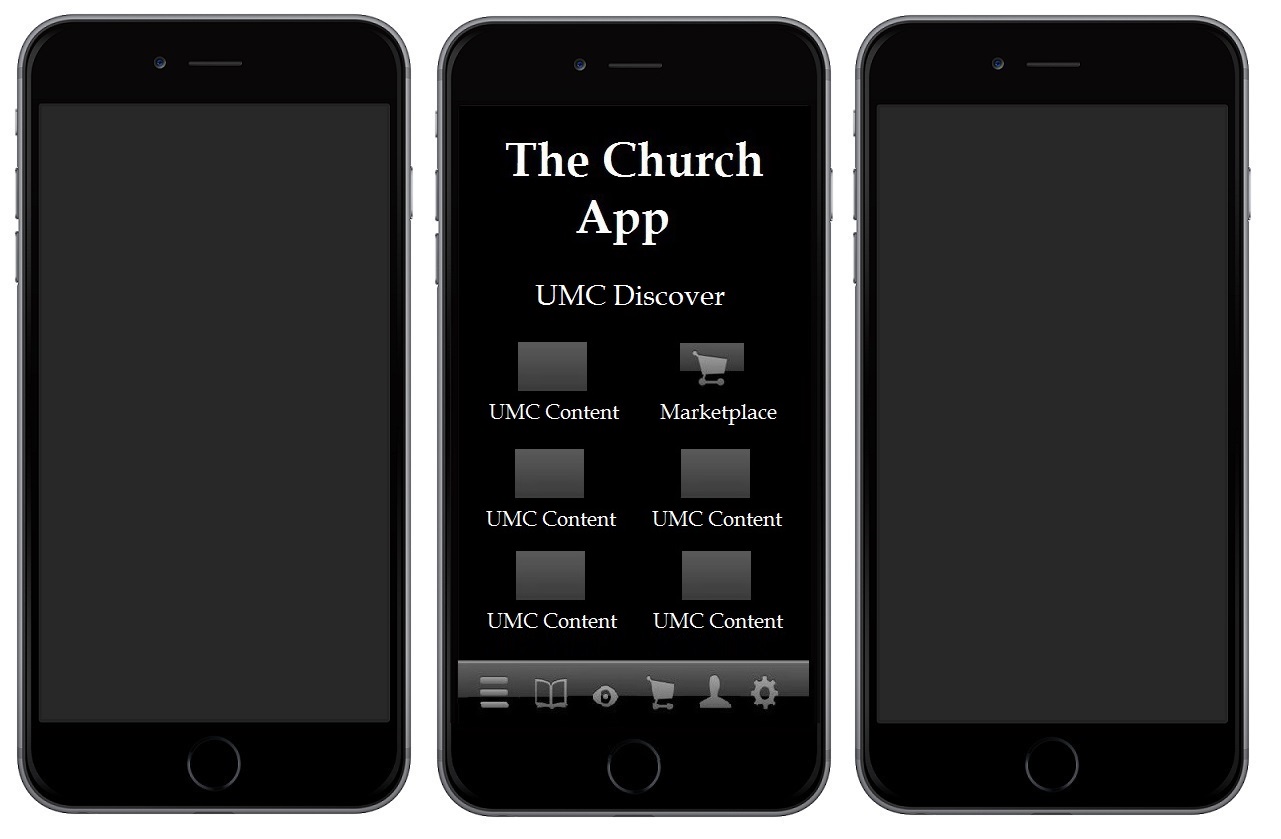 The Church
App
UMC Discover
UMC Content
Marketplace
UMC Content
UMC Content
UMC Content
UMC Content